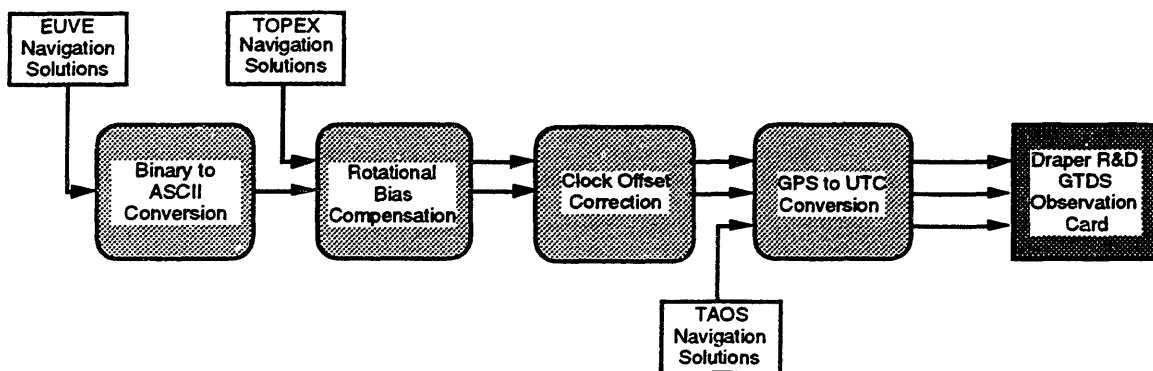 EUVE
Navigation
Solutions
TOPEX
Navigation
Solutions
Binary to
ASCII
Conversion
Rotational
Bias
Compensation
Clock Offset
Correction
GPS to UTC
Conversion
Draper R&D
GTDS
Observation
Card
TAOS
Navigation
Solutions